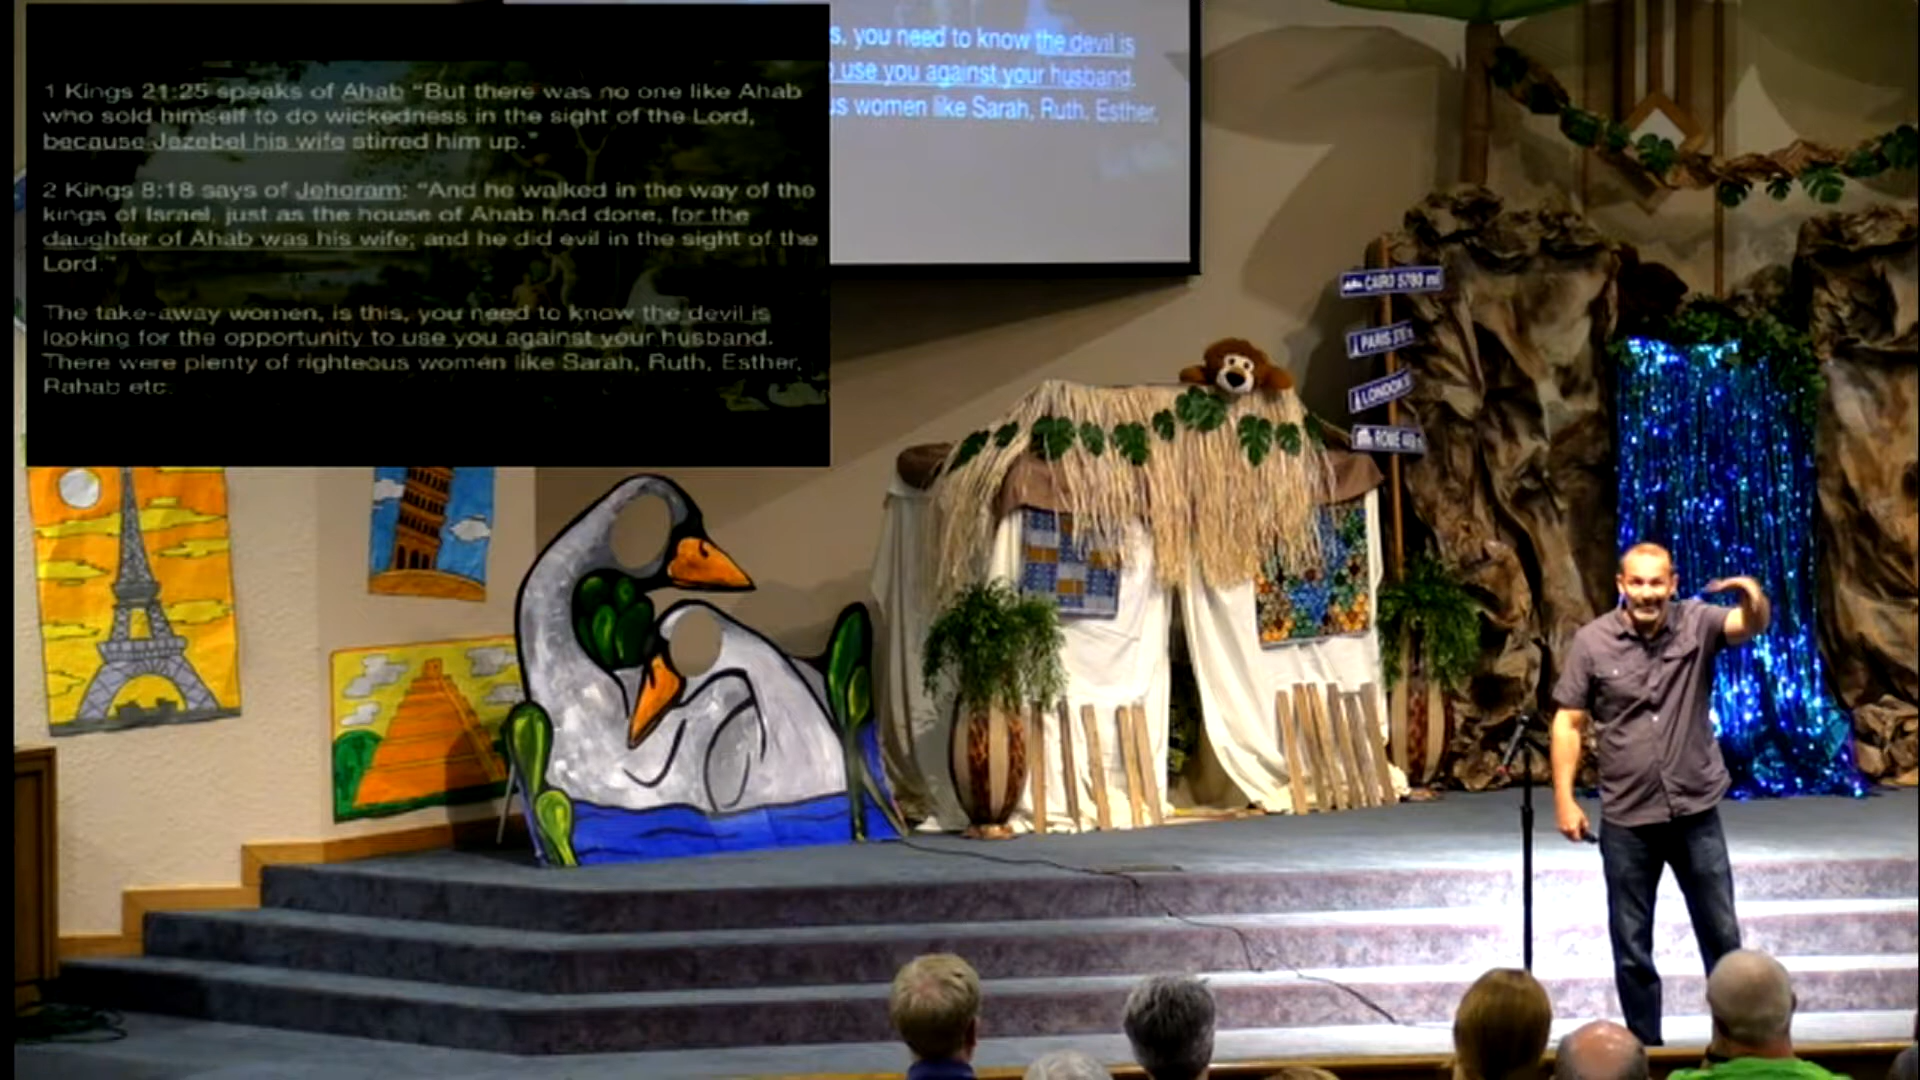 1 Kings 21:25 speaks of Ahab “But there was no one like Ahab
who sold himself to do wickedness in the sight of the Lord,
because Jezebel his wife stirred him up.”
2 Kings 8:18 says of Jehoram: “And he walked in the way of the
kings of Israel, just as the house of Ahab had done, for the
daughter of Ahab was his wife; and he did evil in the sight of the
Lord.”
The take-away women, is this, you need to know the devil is
looking for the opportunity to use you against your husband.
There were plenty of righteous women like Sarah, Ruth, Esther,
Rahab etc.
s, you need to know the devil is
use you against your husband.
us women like Sarah, Ruth, Esther,
CAIRO 5780 mi
PARIS
LONDON
ROME